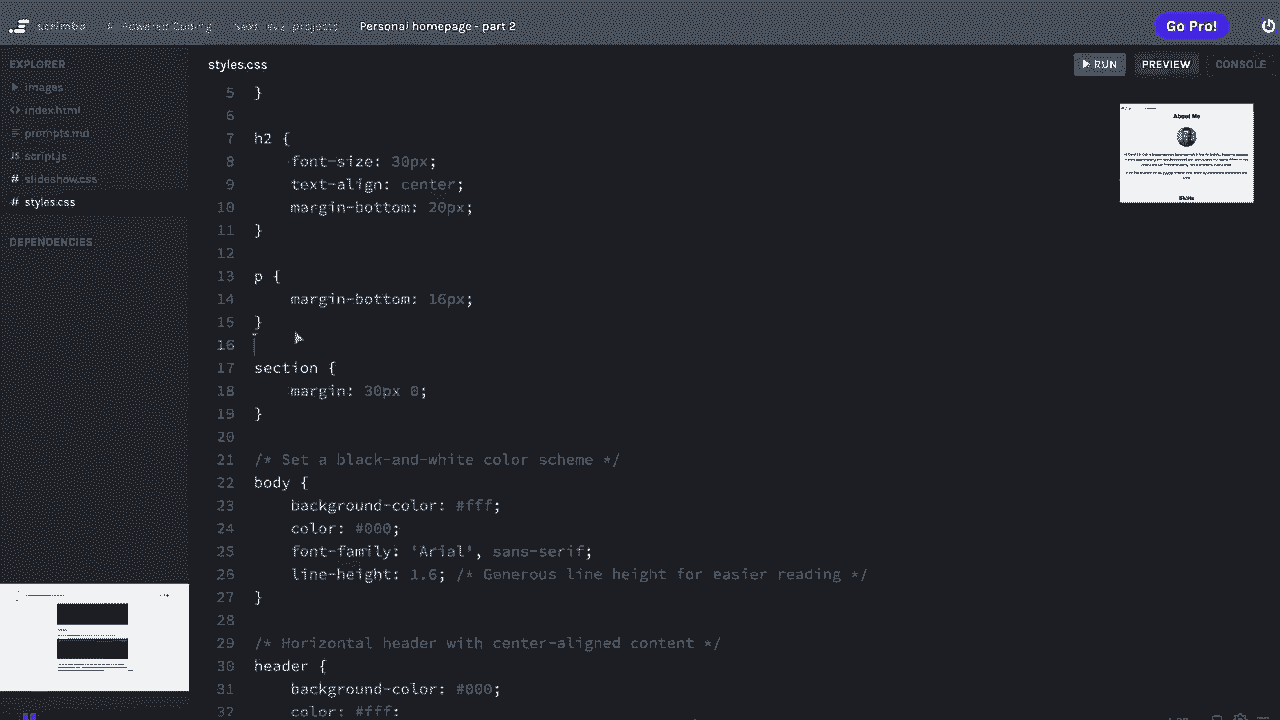 scrimba AI Powered Coding Next level projects Personal homepage - part 2 Go Pro!
EXPLORER
images
index.html
prompts.md
JS script.js
# slideshow.css
# styles.css
DEPENDENCIES
styles.css RUN PREVIEW CONSOLE
5 }
6
7 h2 {
8 font-size: 30px;
9 text-align: center;
10 margin-bottom: 20px;
11 }
12
13 p {
14 margin-bottom: 16px;
15 }
16
17 section {
18 margin: 30px 0;
19 }
20
21 /* Set a black-and-white color scheme */
22 body {
23 background-color: #fff;
24 color: #000;
25 font-family: 'Arial', sans-serif;
26 line-height: 1.6; /* Generous line height for easier reading */
27 }
28
29 /* Horizontal header with center-aligned content */
30 header {
31 background-color: #000;
32 color: #fff;
About Me
Skills